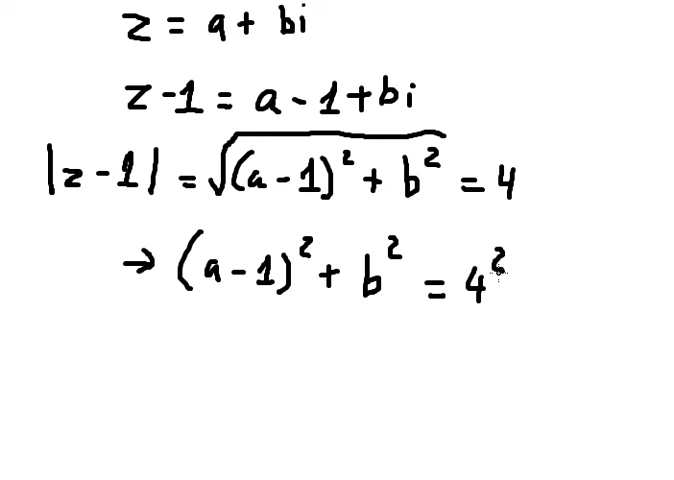 z = a + bi
z - 1 = a - 1 + bi
|z - 1| = √(a - 1)² + b² = 4
→ (a - 1)² + b² = 4²